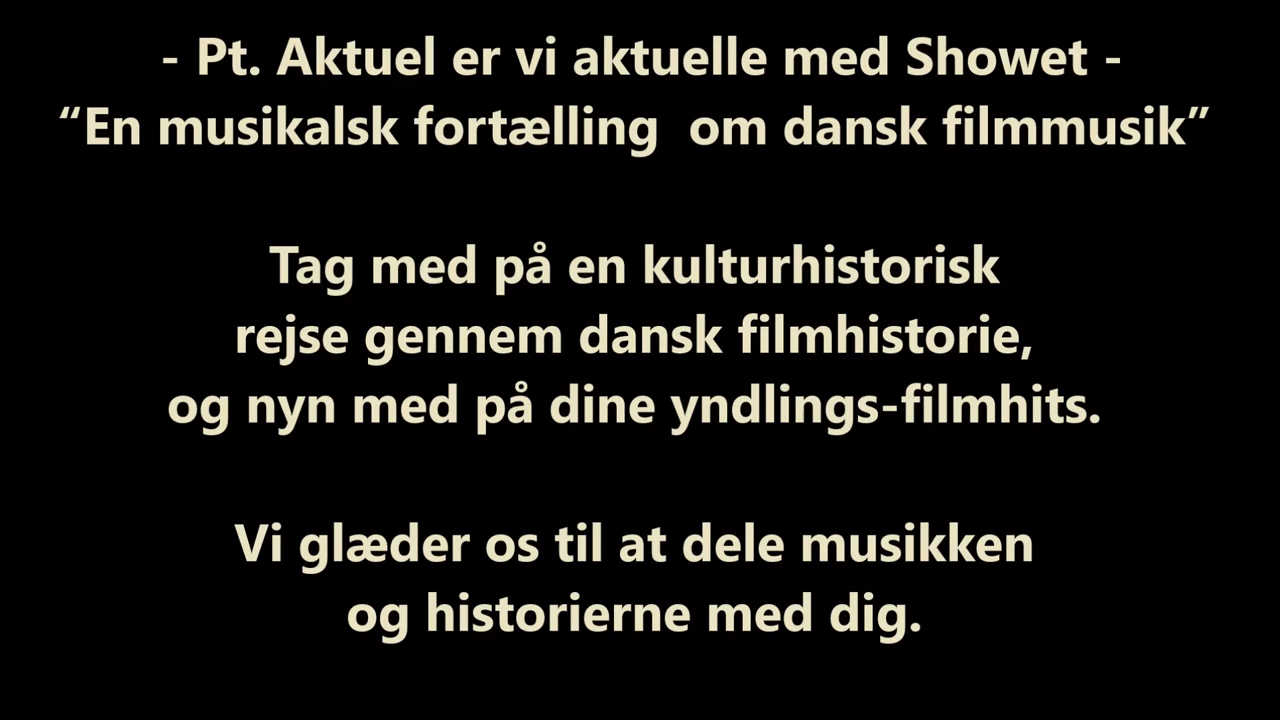 - Pt. Aktuel er vi aktuelle med Showet -
“En musikalsk fortælling  om dansk filmmusik”
Tag med på en kulturhistorisk
rejse gennem dansk filmhistorie,
og nyn med på dine yndlings-filmhits.
Vi glæder os til at dele musikken
og historierne med dig.